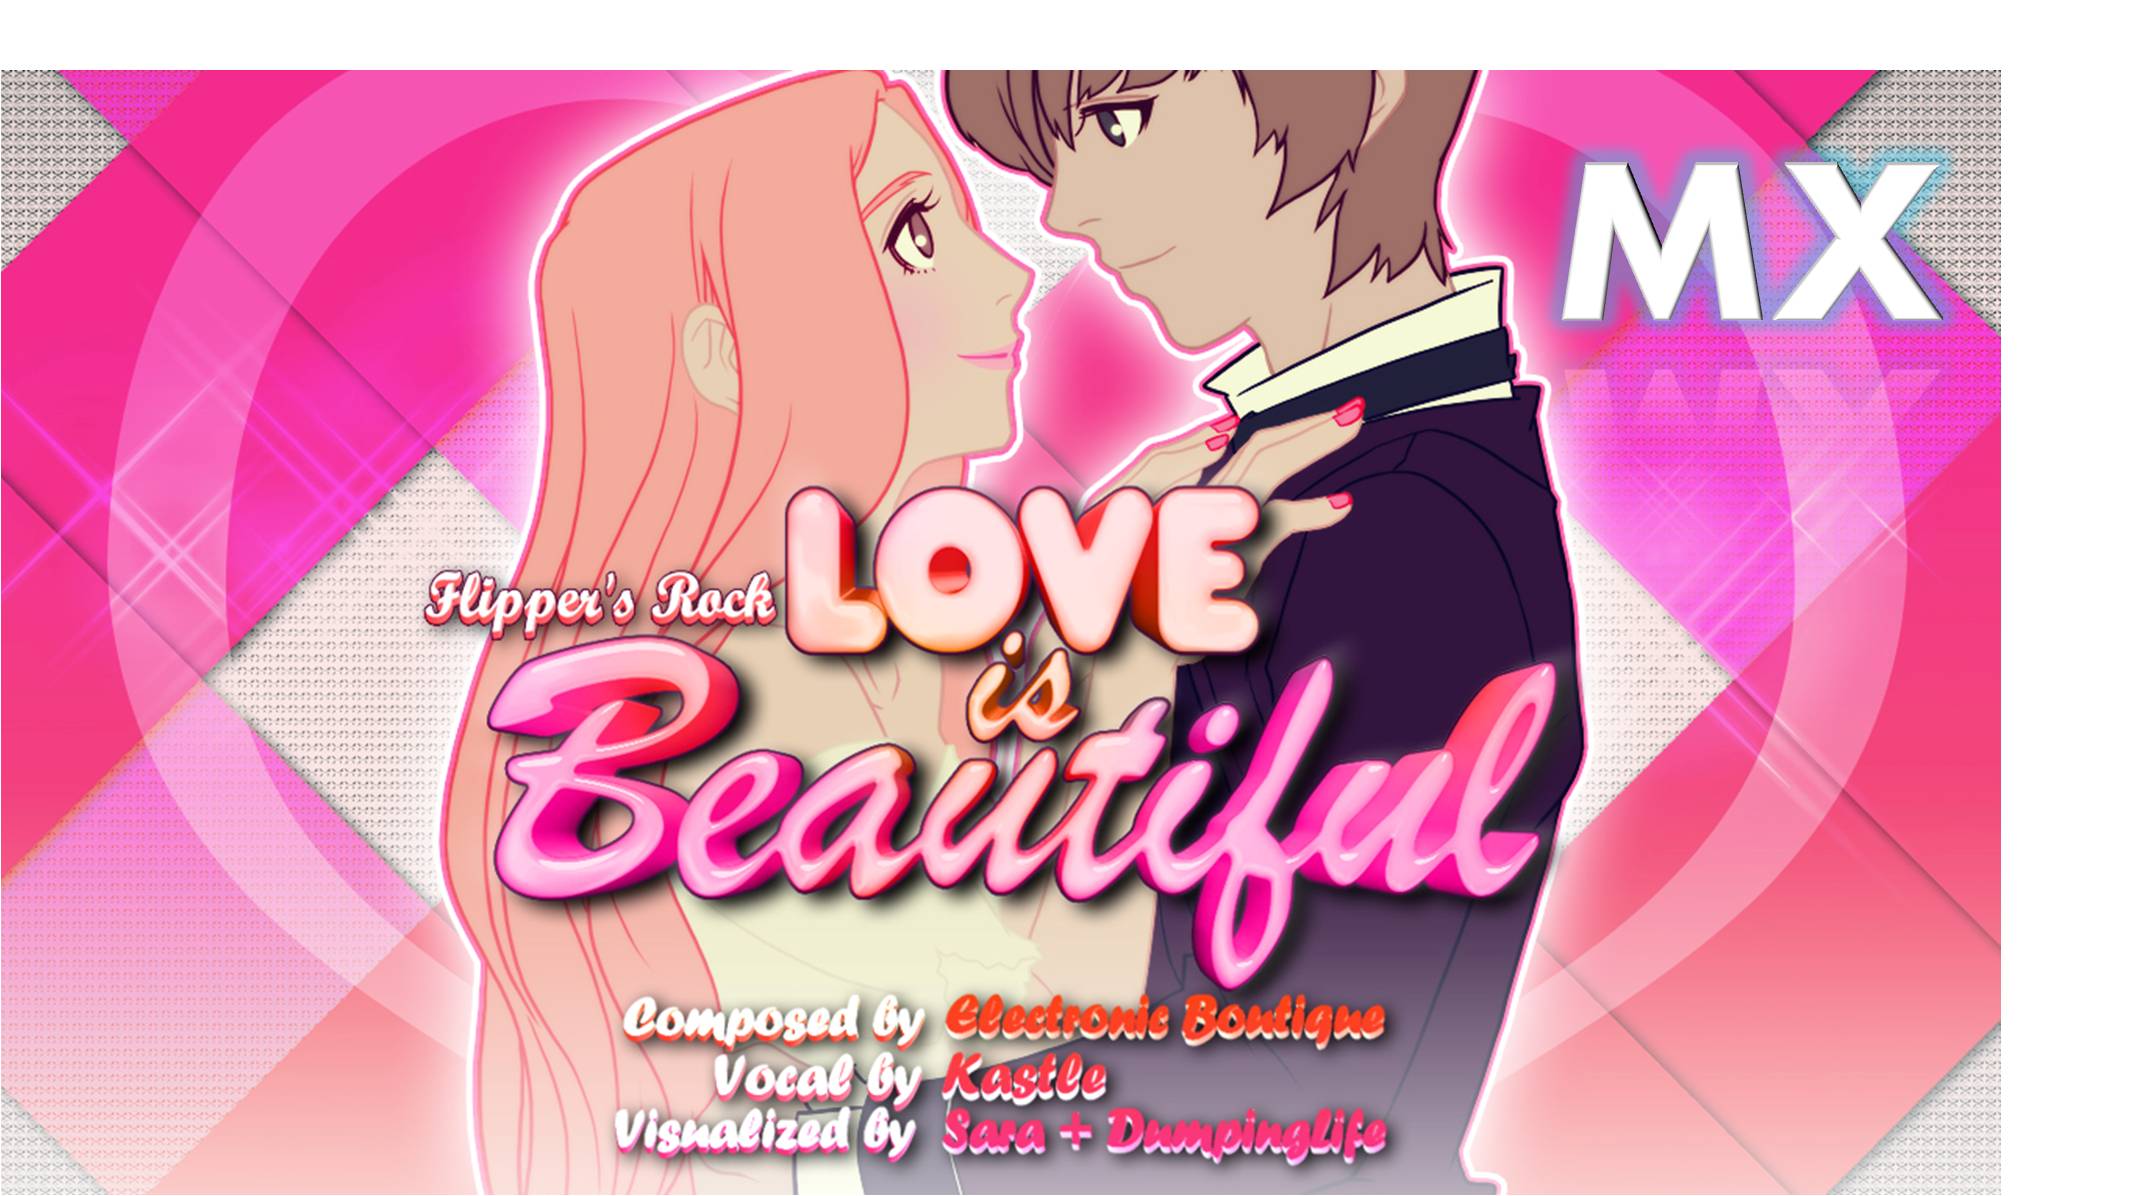 MX
Flipper's Rock
LOVE
is
Beautiful
Composed by Electronic Boutique
Vocal by Kastle
Visualized by Sara + Dumpinglife